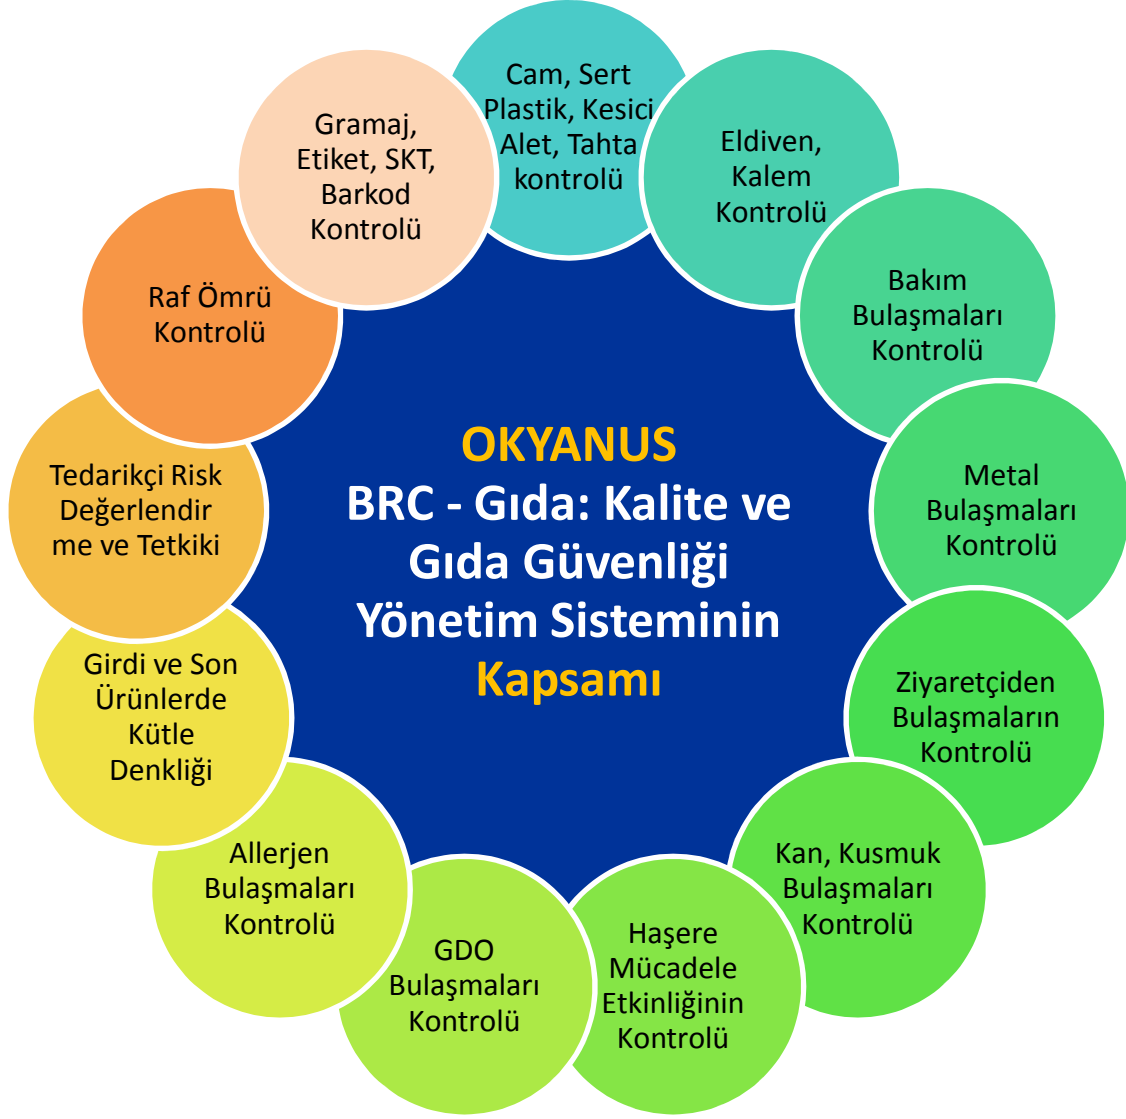 Cam, Sert
Plastik, Kesici
Alet, Tahta
kontrolü
Eldiven,
Kalem
Kontrolü
Bakım
Bulaşmaları
Kontrolü
Metal
Bulaşmaları
Kontrolü
Ziyaretçiden
Bulaşmaların
Kontrolü
Kan, Kusmuk
Bulaşmaları
Kontrolü
Haşere
Mücadele
Etkinliğinin
Kontrolü
GDO
Bulaşmaları
Kontrolü
Allerjen
Bulaşmaları
Kontrolü
Girdi ve Son
Ürünlerde
Kütle
Denkliği
Tedarikçi Risk
Değerlendir
me ve Tetkiki
Raf Ömrü
Kontrolü
Gramaj,
Etiket, SKT,
Barkod
Kontrolü
OKYANUS
BRC - Gıda: Kalite ve
Gıda Güvenliği
Yönetim Sisteminin
Kapsamı